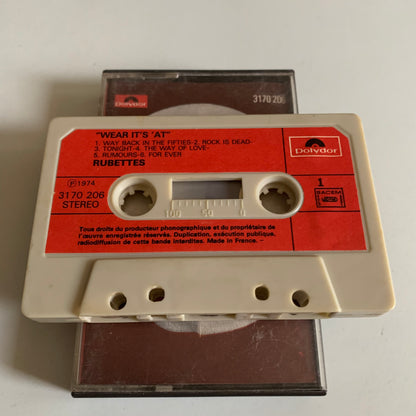 polydor
3170 206
"WEAR IT'S 'AT"
1. WAY BACK IN THE FIFTIES-2. ROCK IS DEAD-
3. TONIGHT-4. THE WAY OF LOVE-
5. RUMOURS-6. FOR EVER
RUBETTES
polydor
Ⓟ 1974
3170 206
STEREO
1
SACEM
100 50 0
Tous droits du producteur phonographique et du propriétaire de
l'œuvre enregistrée réservés. Duplication, exécution publique,
radiodiffusion de cette bande interdites. Made in France.